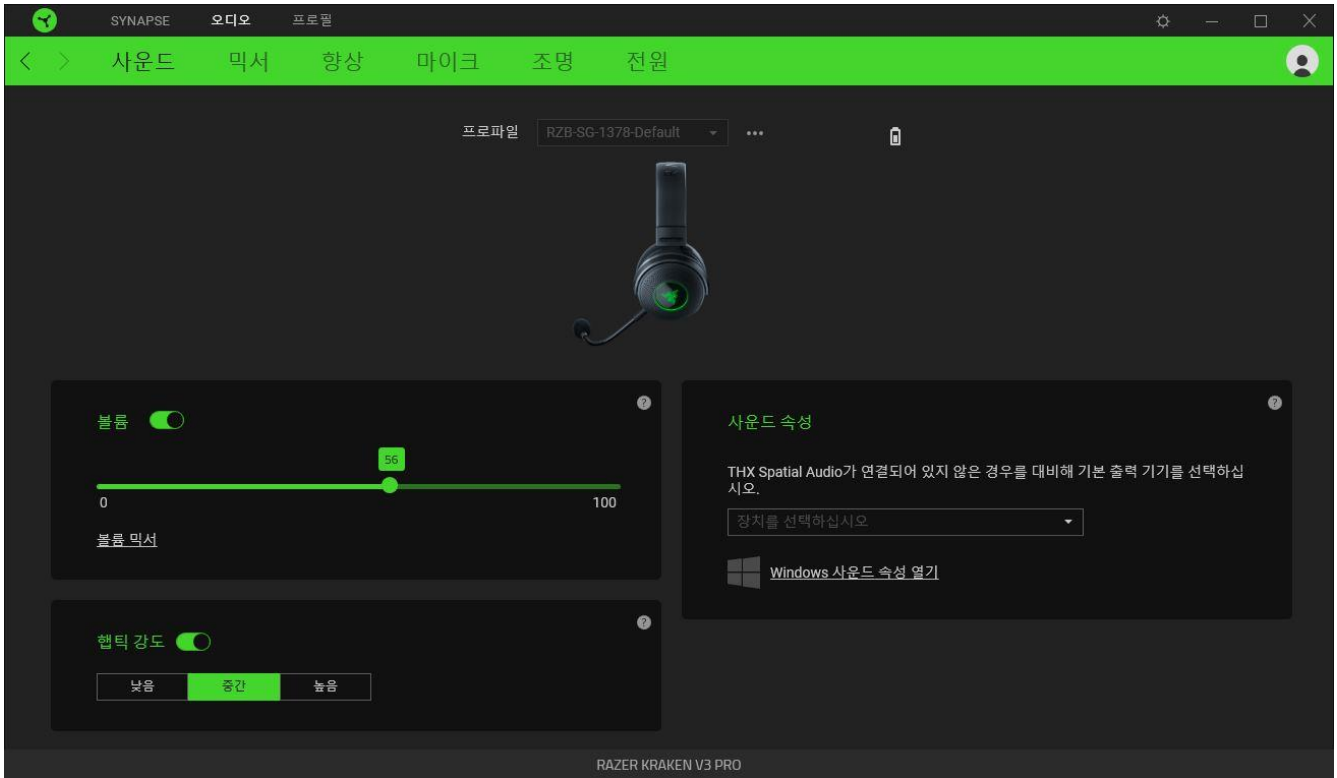 SYNAPSE 오디오 프로필
사운드 믹서 향상 마이크 조명 전원
프로파일 RZB-SG-1378-Default
볼륨
56
0 100
볼륨 믹서
햅틱 강도
낮음 중간 높음
사운드 속성
THX Spatial Audio가 연결되어 있지 않은 경우를 대비해 기본 출력 기기를 선택하십
시오.
장치를 선택하십시오
Windows 사운드 속성 열기
RAZER KRAKEN V3 PRO